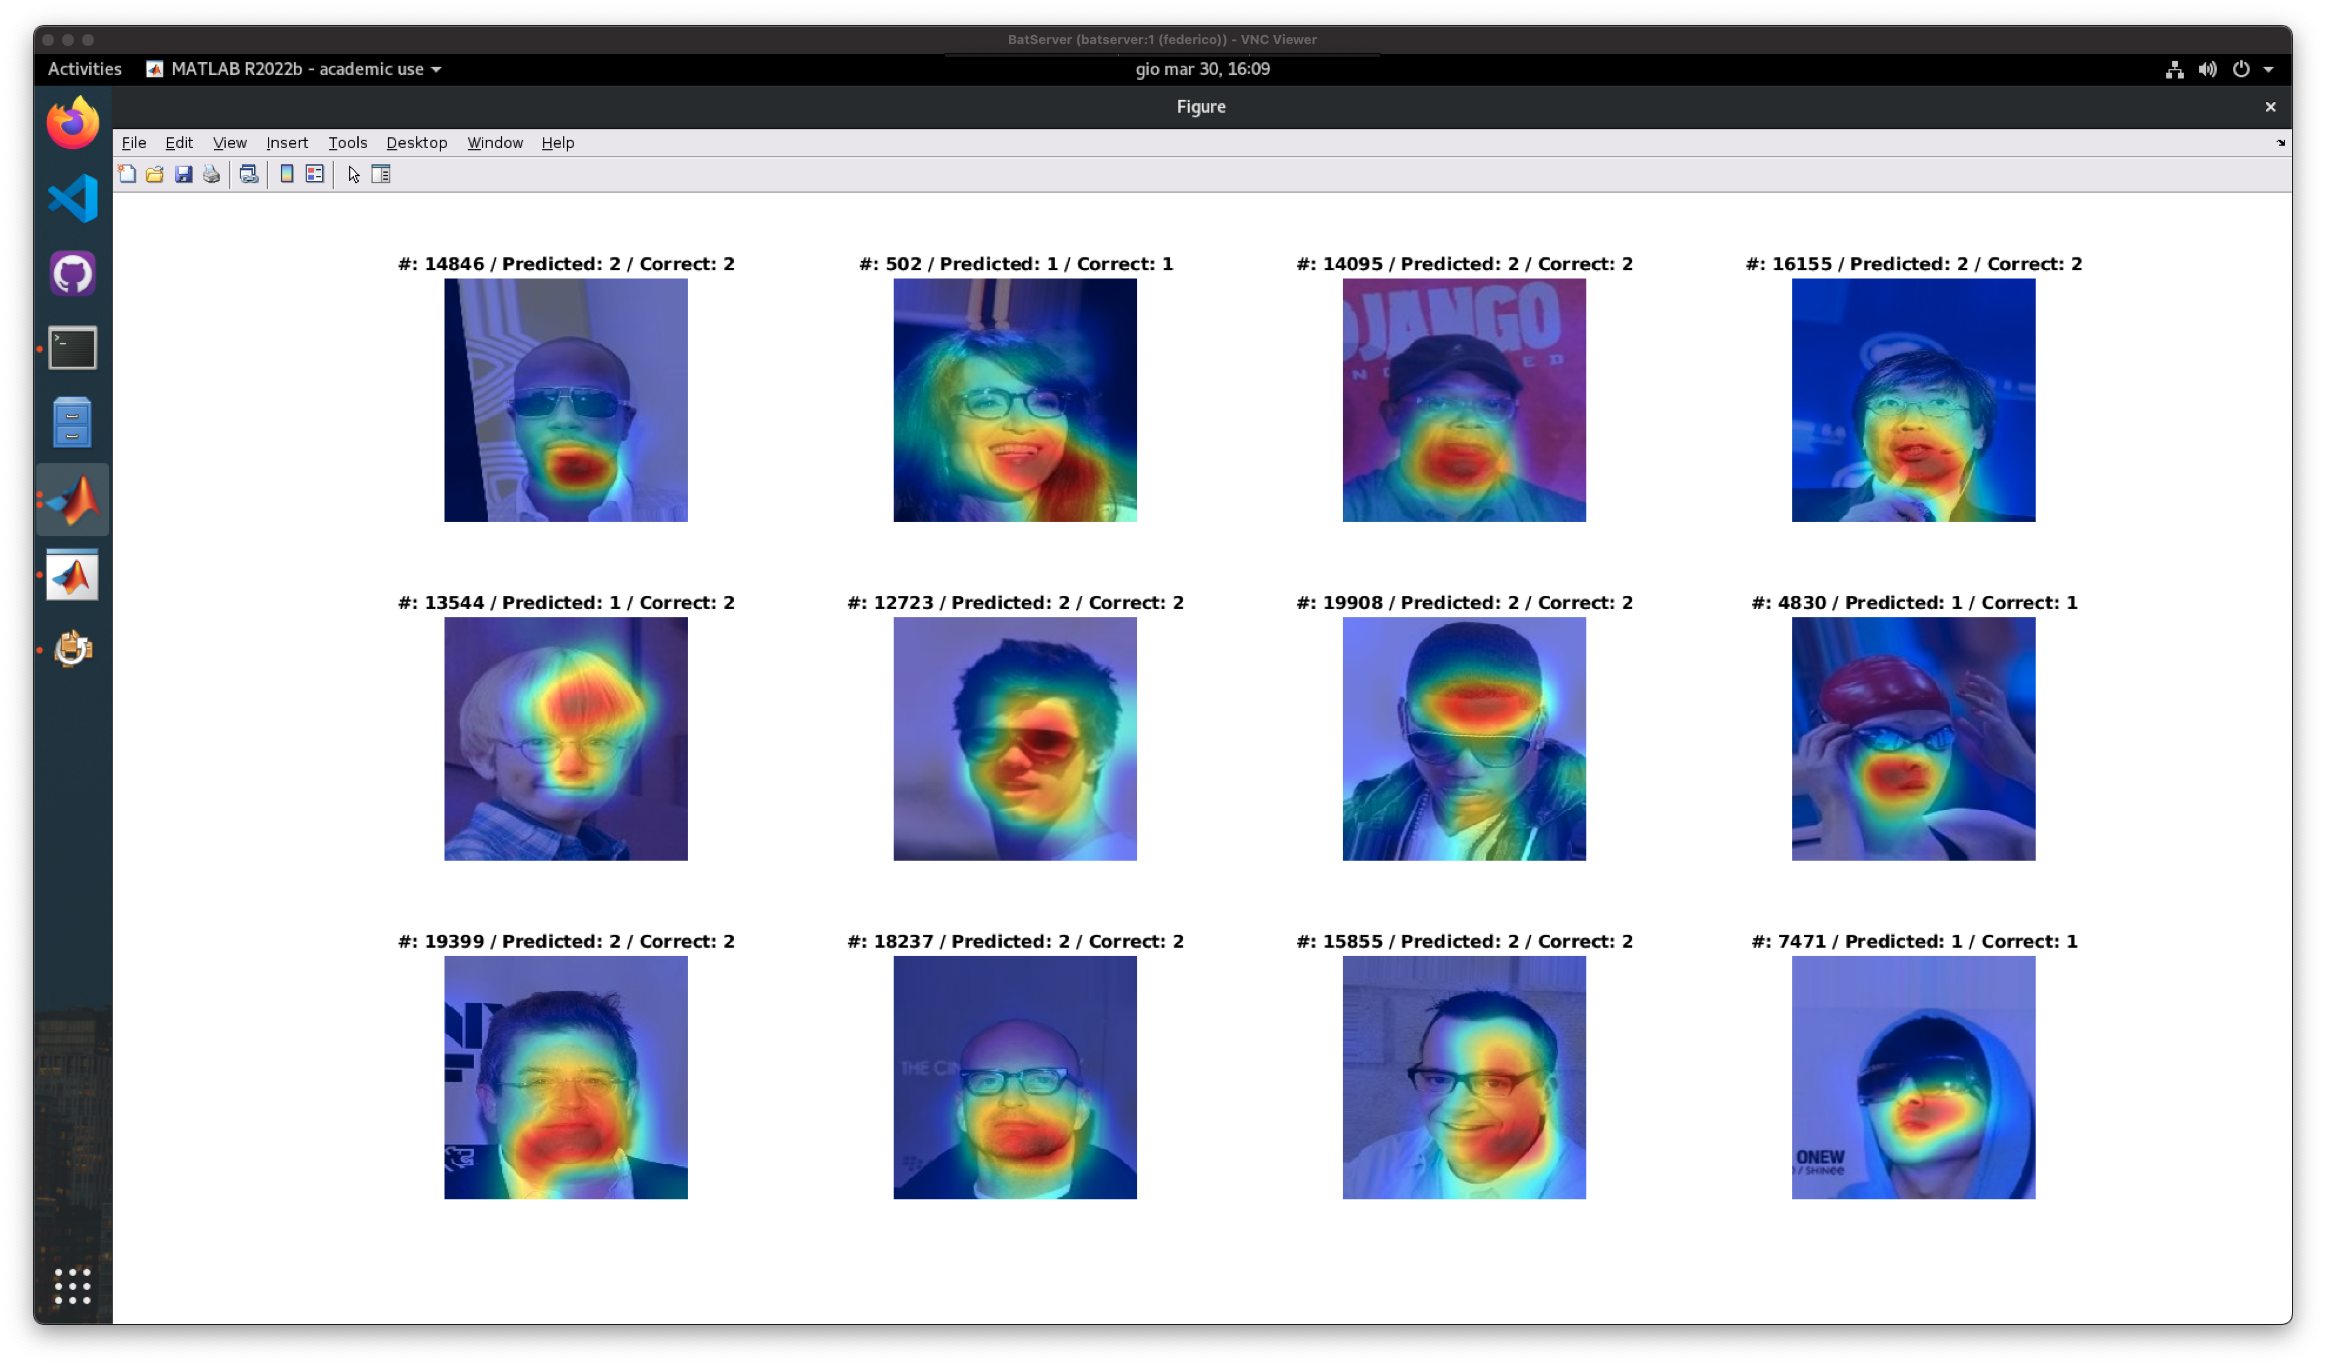 BatServer (batserver:1 (federico)) - VNC Viewer
Activities MATLAB R2022b - academic use gio mar 30, 16:09
Figure
File Edit View Insert Tools Desktop Window Help
#: 14846 / Predicted: 2 / Correct: 2
#: 502 / Predicted: 1 / Correct: 1
#: 14095 / Predicted: 2 / Correct: 2
#: 16155 / Predicted: 2 / Correct: 2
DJANGO
ED
#: 13544 / Predicted: 1 / Correct: 2
#: 12723 / Predicted: 2 / Correct: 2
#: 19908 / Predicted: 2 / Correct: 2
#: 4830 / Predicted: 1 / Correct: 1
#: 19399 / Predicted: 2 / Correct: 2
#: 18237 / Predicted: 2 / Correct: 2
#: 15855 / Predicted: 2 / Correct: 2
#: 7471 / Predicted: 1 / Correct: 1
THE CIN
ONEW
/ SHINee